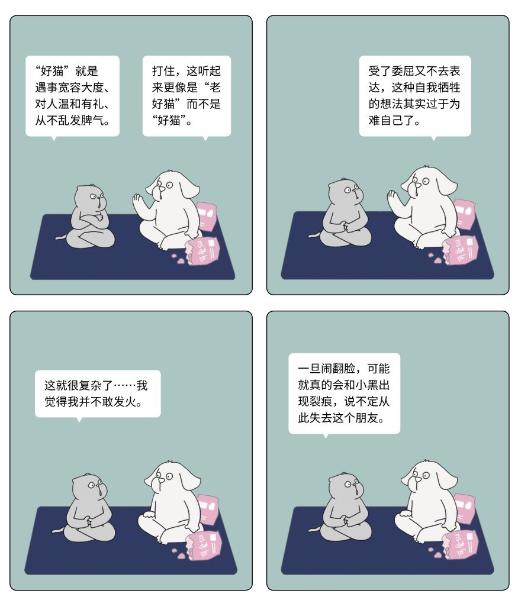 “好猫”就是
遇事宽容大度、
对人温和有礼、
从不乱发脾气。
打住，这听起
来更像是“老
好猫”而不是
“好猫”。
受了委屈又不去表
达，这种自我牺牲
的想法其实过于为
难自己了。
这就很复杂了……我
觉得我并不敢发火。
一旦闹翻脸，可能
就真的会和小黑出
现裂痕，说不定从
此失去这个朋友。